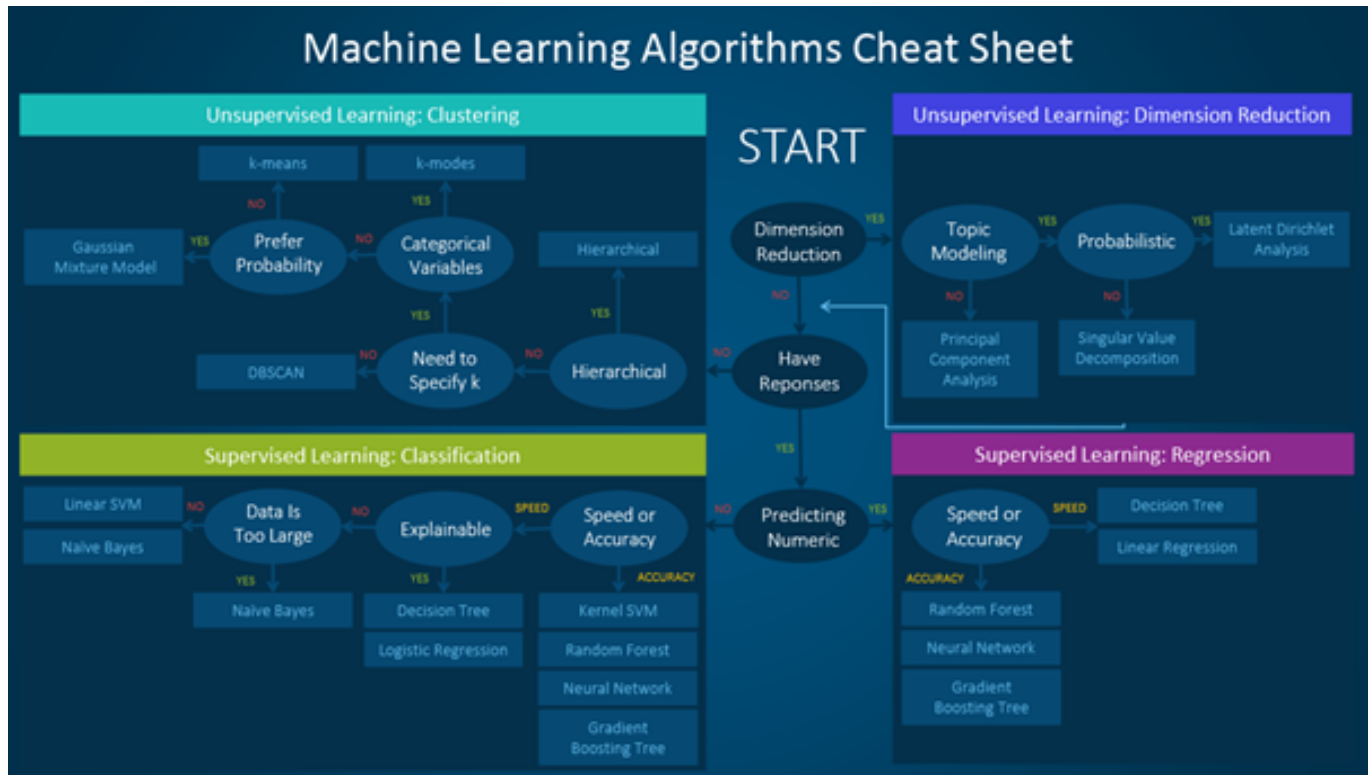 Machine Learning Algorithms Cheat Sheet
Unsupervised Learning: Clustering
k-means
k-modes
NO
YES
Gaussian
Mixture Model
YES
Prefer
Probability
NO
Categorical
Variables
Hierarchical
YES
YES
DBSCAN
NO
Need to
Specify k
NO
Hierarchical
START
Dimension
Reduction
YES
NO
NO
Have
Reponses
YES
NO
Predicting
Numeric
YES
Unsupervised Learning: Dimension Reduction
Topic
Modeling
YES
Probabilistic
YES
Latent Dirichlet
Analysis
NO
NO
Principal
Component
Analysis
Singular Value
Decomposition
Supervised Learning: Classification
Linear SVM
Naïve Bayes
NO
Data Is
Too Large
NO
Explainable
SPEED
Speed or
Accuracy
YES
YES
ACCURACY
Naïve Bayes
Decision Tree
Logistic Regression
Kernel SVM
Random Forest
Neural Network
Gradient
Boosting Tree
Supervised Learning: Regression
Speed or
Accuracy
SPEED
Decision Tree
Linear Regression
ACCURACY
Random Forest
Neural Network
Gradient
Boosting Tree